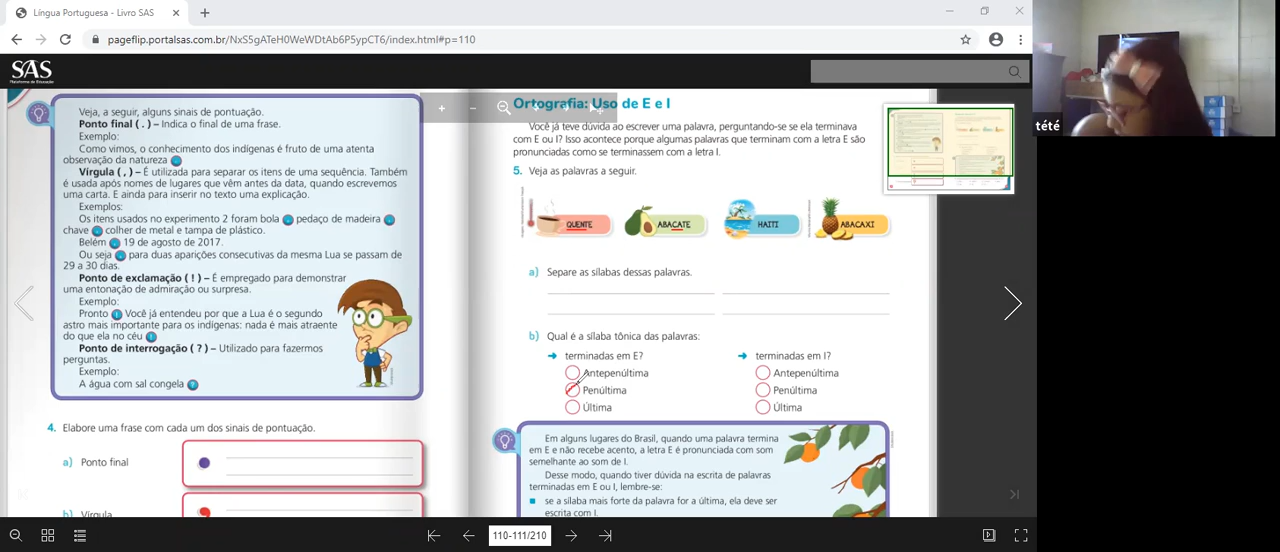 Língua Portuguesa - Livro SAS
pageflip.portalsas.com.br/NxS5gATeH0WeWDtAb6P5ypCT6/index.html#p=110
SAS
Plataforma de Educação
Veja, a seguir, alguns sinais de pontuação.
Ponto final ( . ) – Indica o final de uma frase.
Exemplo:
Como vimos, o conhecimento dos indígenas é fruto de uma atenta
observação da natureza
Vírgula ( , ) – É utilizada para separar os itens de uma sequência. Também
é usada após nomes de lugares que vêm antes da data, quando escrevemos
uma carta. E ainda para inserir no texto uma explicação.
Exemplos:
Os itens usados no experimento 2 foram bola , pedaço de madeira ,
chave , colher de metal e tampa de plástico.
Belém , 19 de agosto de 2017.
Ou seja , para duas aparições consecutivas da mesma Lua se passam de
29 a 30 dias.
Ponto de exclamação ( ! ) – É empregado para demonstrar
uma entonação de admiração ou surpresa.
Exemplo:
Pronto ! Você já entendeu por que a Lua é o segundo
astro mais importante para os indígenas: nada é mais atraente
do que ela no céu !
Ponto de interrogação ( ? ) – Utilizado para fazermos
perguntas.
Exemplo:
A água com sal congela ?
4. Elabore uma frase com cada um dos sinais de pontuação.
a) Ponto final
b) Vírgula
Ortografia: Uso de E e I
Você já teve dúvida ao escrever uma palavra, perguntando-se se ela terminava
com E ou I? Isso acontece porque algumas palavras que terminam com a letra E são
pronunciadas como se terminassem com a letra I.
5. Veja as palavras a seguir.
QUENTE ABACATE HAITI ABACAXI
a) Separe as sílabas dessas palavras.
b) Qual é a sílaba tônica das palavras:
terminadas em E? terminadas em I?
Antepenúltima Antepenúltima
Penúltima Penúltima
Última Última
Em alguns lugares do Brasil, quando uma palavra termina
em E e não recebe acento, a letra E é pronunciada com som
semelhante ao som de I.
Desse modo, quando tiver dúvida na escrita de palavras
terminadas em E ou I, lembre-se:
se a sílaba mais forte da palavra for a última, ela deve ser
escrita com I.
tété
110-111/210